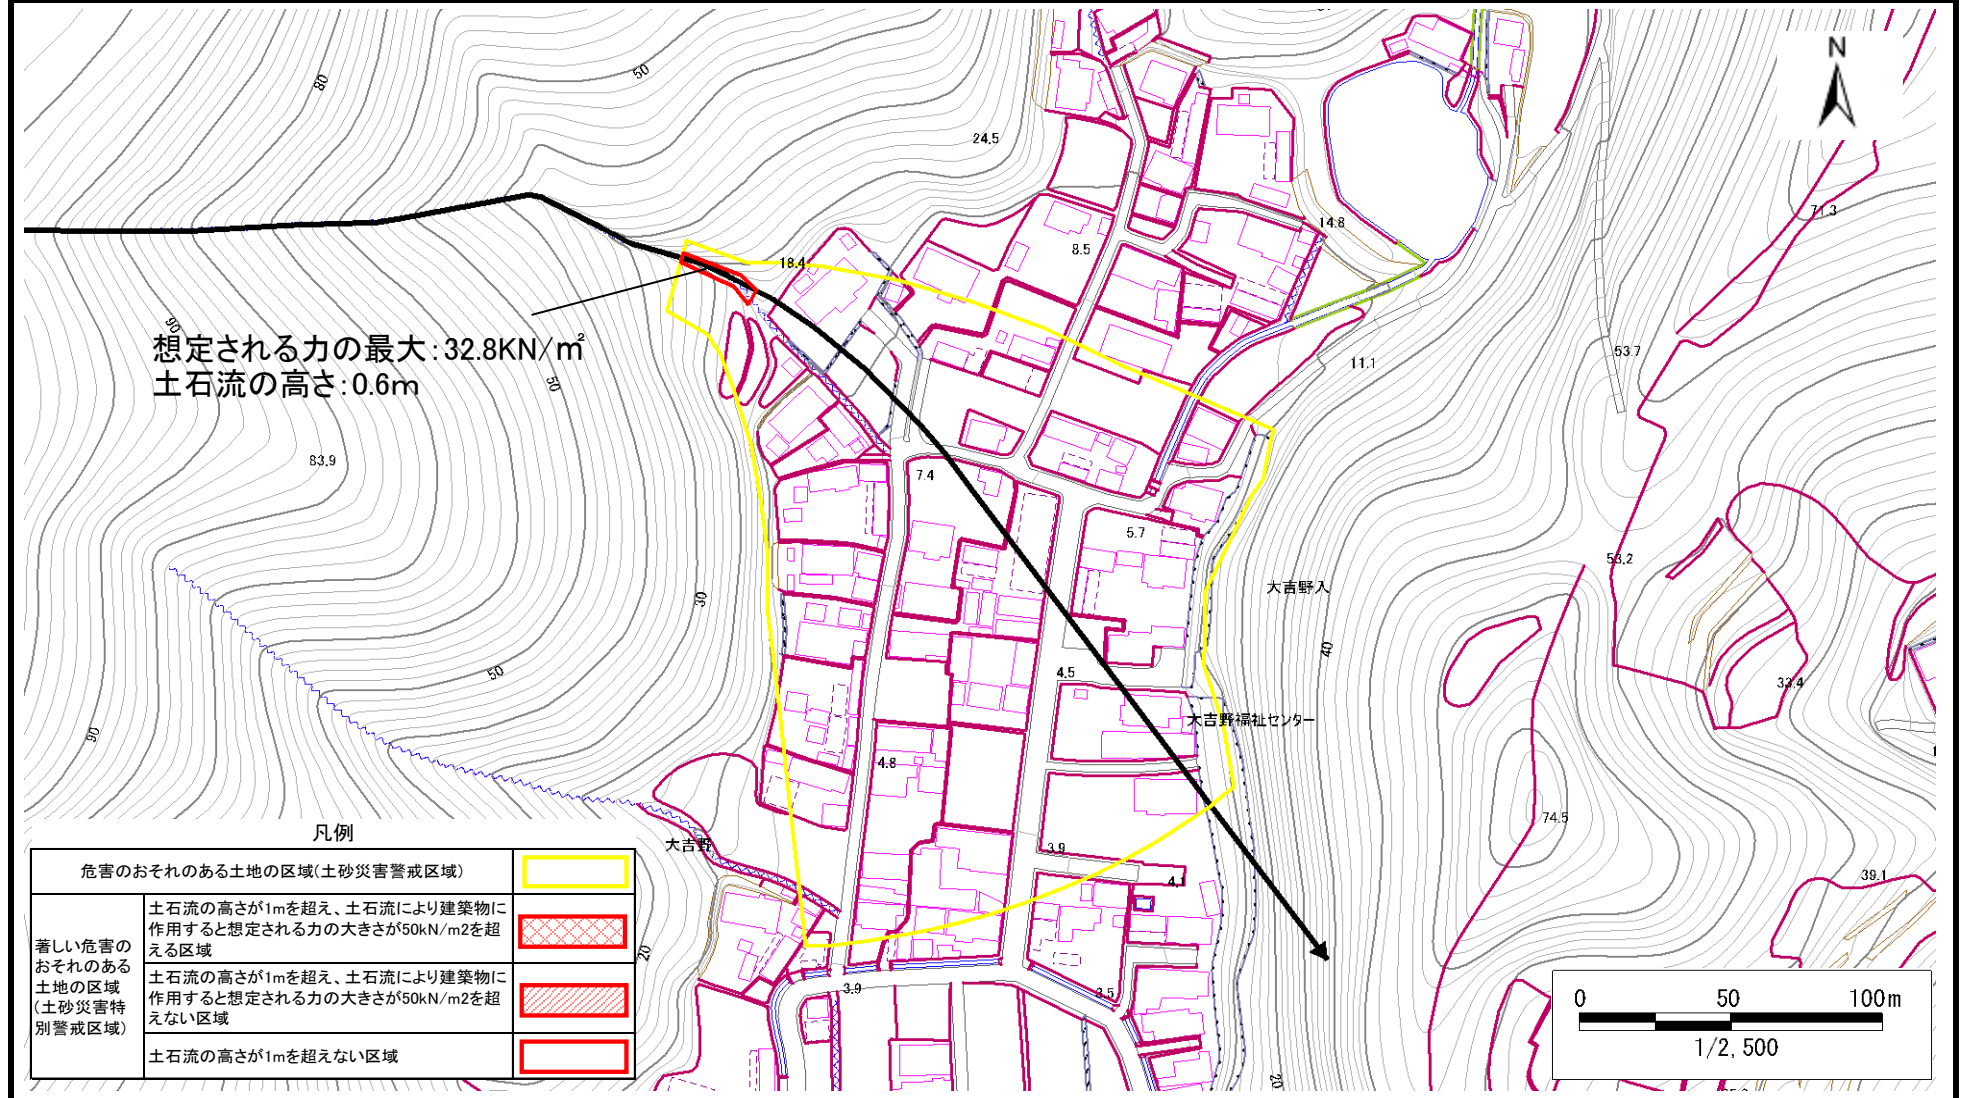 N
80
50
24.5
14.8
71.3
8.5
18.4
90
想定される力の最大:32.8KN/㎡
土石流の高さ:0.6m
50
53.7
11.1
83.9
7.4
5.7
53.2
大吉野入
30
40
50
4.5
33.4
大吉野福祉センター
90
4.8
74.5
大吉野
3.9
4.1
39.1
20
3.9
3.5
20
凡例
危害のおそれのある土地の区域(土砂災害警戒区域)
著しい危害の
おそれのある
土地の区域
(土砂災害特
別警戒区域)
土石流の高さが1mを超え、土石流により建築物に
作用すると想定される力の大きさが50kN/m2を超
える区域
土石流の高さが1mを超え、土石流により建築物に
作用すると想定される力の大きさが50kN/m2を超
えない区域
土石流の高さが1mを超えない区域
0 50 100m
1/2,500